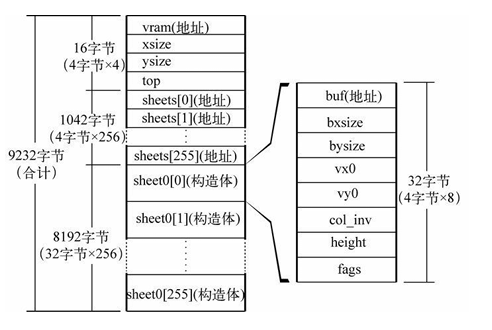 9232字节
(合计)
16字节
(4字节×4)
1042字节
(4字节×256)
8192字节
(32字节×256)
vram(地址)
xsize
ysize
top
sheets[0](地址)
sheets[1](地址)
sheets[255](地址)
sheet0[0](构造体)
sheet0[1](构造体)
sheet0[255](构造体)
buf(地址)
bxsize
bysize
vx0
vy0
col_inv
height
fags
32字节
(4字节×8)